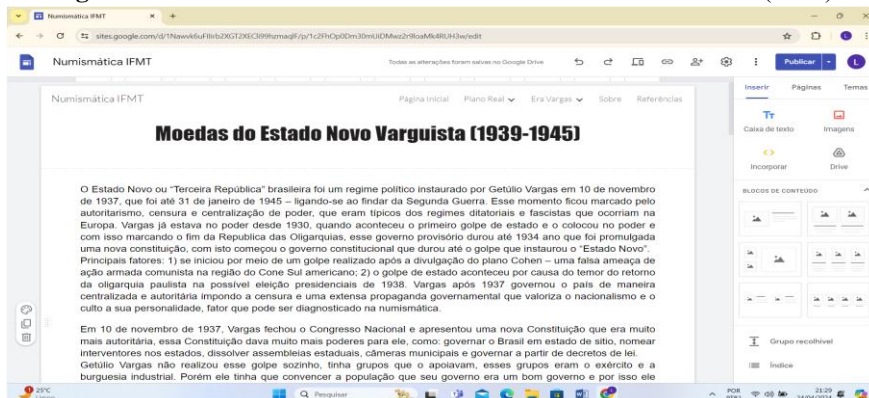 Numismática IFMT
sites.google.com/d/
Numismática IFMT
Todas as alterações foram salvas no Google Drive
Publicar
L
Numismática IFMT
Página inicial Plano Real Era Vargas Sobre Referências
Moedas do Estado Novo Varguista (1939-1945)
O Estado Novo ou “Terceira República” brasileira foi um regime político instaurado por Getúlio Vargas em 10 de novembro
de 1937, que foi até 31 de janeiro de 1945 – ligando-se ao findar da Segunda Guerra. Esse momento ficou marcado pelo
autoritarismo, censura e centralização de poder, que eram típicos dos regimes ditatoriais e fascistas que ocorriam na
Europa. Vargas já estava no poder desde 1930, quando aconteceu o primeiro golpe de estado e o colocou no poder e
com isso marcando o fim da Republica das Oligarquias, esse governo provisório durou até 1934 ano que foi promulgada
uma nova constituição, com isto começou o governo constitucional que durou até o golpe que instaurou o “Estado Novo”.
Principais fatores: 1) se iniciou por meio de um golpe realizado após a divulgação do plano Cohen – uma falsa ameaça de
ação armada comunista na região do Cone Sul americano; 2) o golpe de estado aconteceu por causa do temor do retorno
da oligarquia paulista na possível eleição presidenciais de 1938. Vargas após 1937 governou o país de maneira
centralizada e autoritária impondo a censura e uma extensa propaganda governamental que valoriza o nacionalismo e o
culto a sua personalidade, fator que pode ser diagnosticado na numismática.
Em 10 de novembro de 1937, Vargas fechou o Congresso Nacional e apresentou uma nova Constituição que era muito
mais autoritária, essa Constituição dava muito mais poderes para ele, como: governar o Brasil em estado de sitio, nomear
interventores nos estados, dissolver assembleias estaduais, câmeras municipais e governar a partir de decretos de lei.
Getúlio Vargas não realizou esse golpe sozinho, tinha grupos que o apoiavam, esses grupos eram o exército e a
burguesia industrial. Porém ele tinha que convencer a população que seu governo era um bom governo e por isso ele
Inserir Páginas Temas
Caixa de texto Imagens
Incorporar Drive
BLOCOS DE CONTEÚDO
Grupo recolhível
Índice
25°C
Pesquisar
POR
21:29
24/04/2024